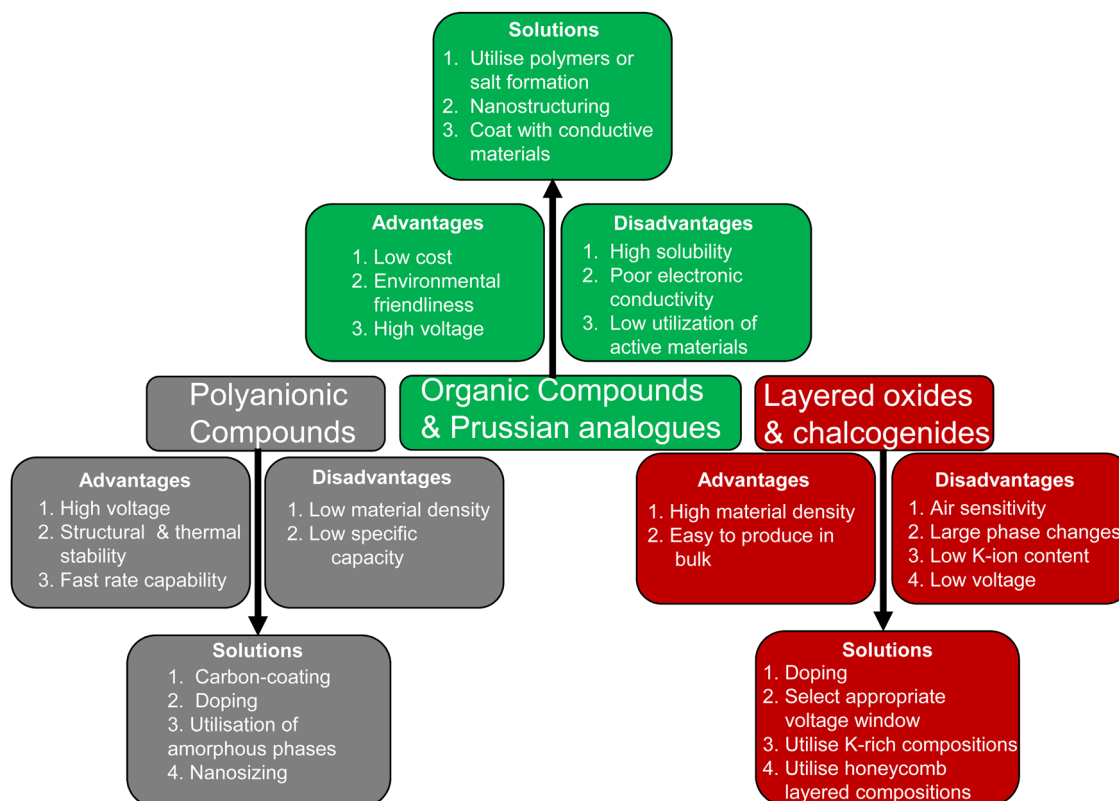 Solutions
1. Utilise polymers or
salt formation
2. Nanostructuring
3. Coat with conductive
materials
Advantages
1. Low cost
2. Environmental
friendliness
3. High voltage
Disadvantages
1. High solubility
2. Poor electronic
conductivity
3. Low utilization of
active materials
Polyanionic
Compounds
Organic Compounds
& Prussian analogues
Layered oxides
& chalcogenides
Advantages
1. High voltage
2. Structural & thermal
stability
3. Fast rate capability
Disadvantages
1. Low material density
2. Low specific
capacity
Advantages
1. High material density
2. Easy to produce in
bulk
Disadvantages
1. Air sensitivity
2. Large phase changes
3. Low K-ion content
4. Low voltage
Solutions
1. Carbon-coating
2. Doping
3. Utilisation of
amorphous phases
4. Nanosizing
Solutions
1. Doping
2. Select appropriate
voltage window
3. Utilise K-rich compositions
4. Utilise honeycomb
layered compositions